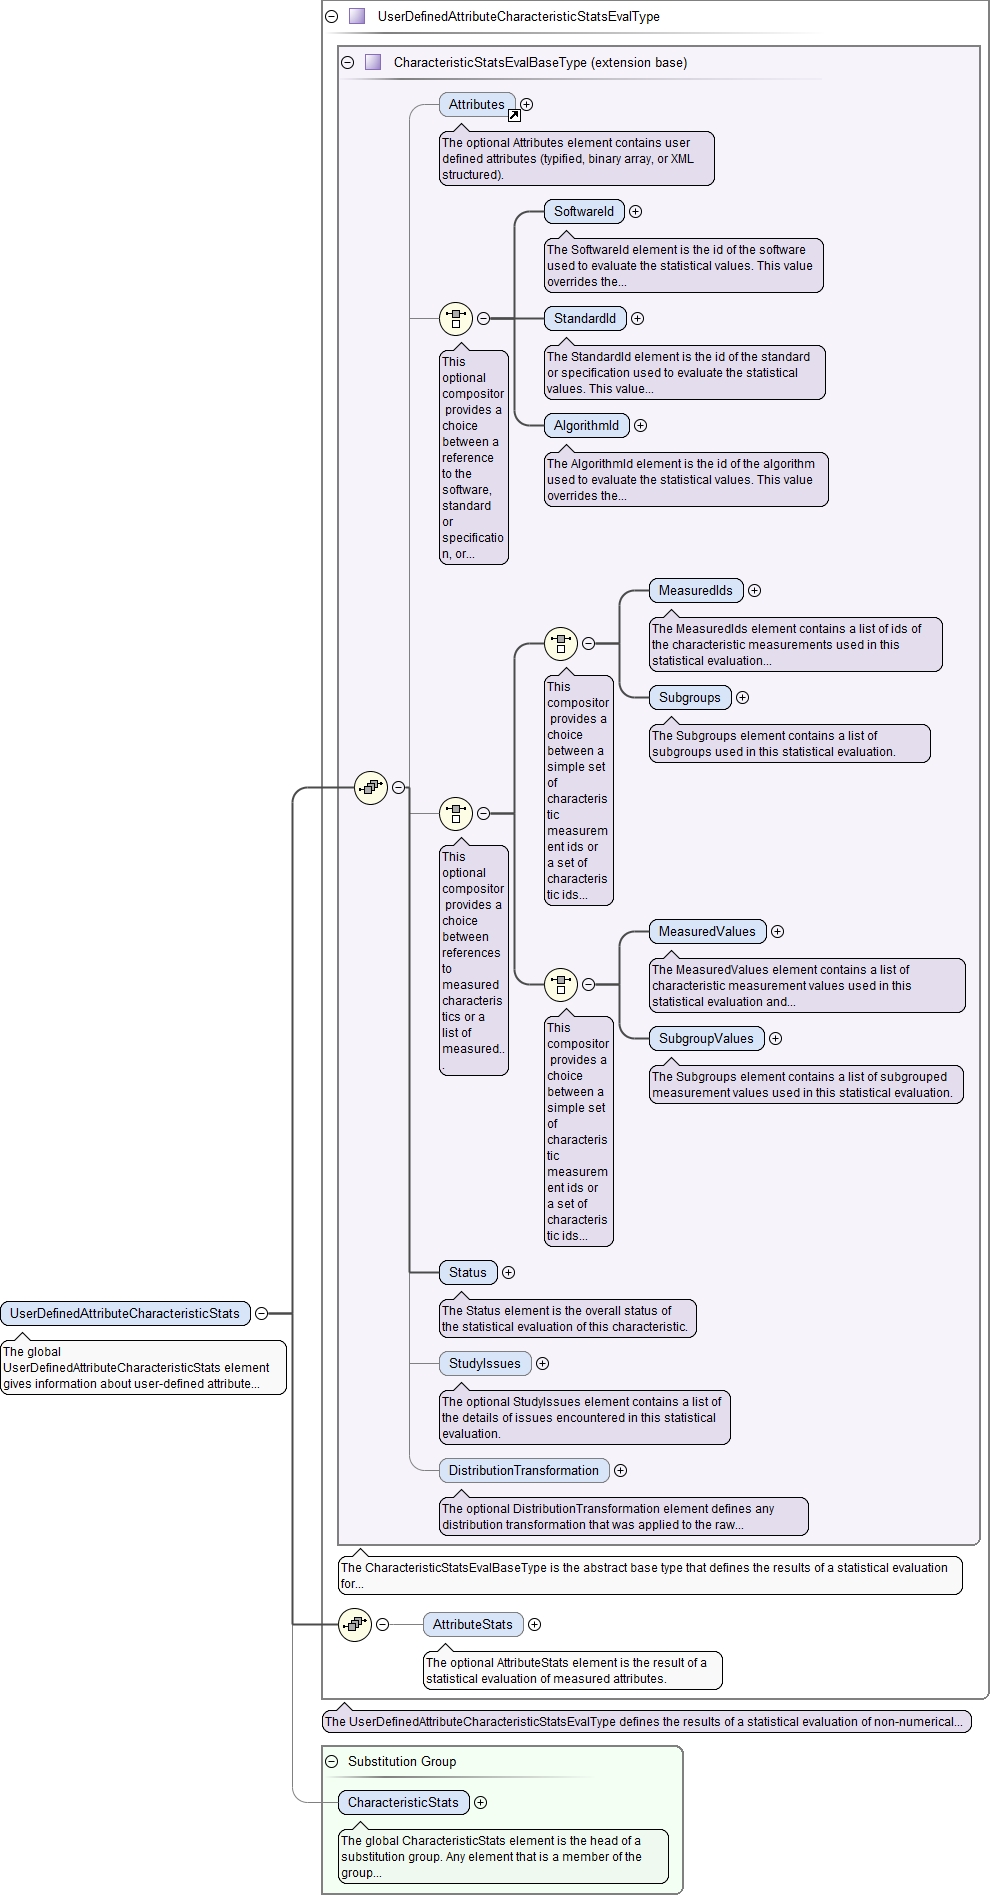 UserDefinedAttributeCharacteristicStatsEvalType
CharacteristicStatsEvalBaseType (extension base)
Attributes
The optional Attributes element contains user
defined attributes (typified, binary array, or XML
structured).
SoftwareId
The SoftwareId element is the id of the software
used to evaluate the statistical values. This value
overrides the...
StandardId
The StandardId element is the id of the standard
or specification used to evaluate the statistical
values. This value...
AlgorithmId
The AlgorithmId element is the id of the algorithm
used to evaluate the statistical values. This value
overrides the...
This
optional
compositor
provides a
choice
between a
reference
to the
software,
standard
or
specificatio
n, or...
MeasuredIds
The MeasuredIds element contains a list of ids of
the characteristic measurements used in this
statistical evaluation...
Subgroups
The Subgroups element contains a list of
subgroups used in this statistical evaluation.
This
compositor
provides a
choice
between a
simple set
of
characteris
tic
measurem
ent ids or
a set of
characteris
tic ids...
This
optional
compositor
provides a
choice
between
references
to
measured
characteris
tics or a
list of
measured..
.
MeasuredValues
The MeasuredValues element contains a list of
characteristic measurement values used in this
statistical evaluation and...
SubgroupValues
The Subgroups element contains a list of subgrouped
measurement values used in this statistical evaluation.
This
compositor
provides a
choice
between a
simple set
of
characteris
tic
measurem
ent ids or
a set of
characteris
tic ids...
Status
The Status element is the overall status of
the statistical evaluation of this characteristic.
UserDefinedAttributeCharacteristicStats
The global
UserDefinedAttributeCharacteristicStats element
gives information about user-defined attribute...
StudyIssues
The optional StudyIssues element contains a list of
the details of issues encountered in this statistical
evaluation.
DistributionTransformation
The optional DistributionTransformation element defines any
distribution transformation that was applied to the raw...
The CharacteristicStatsEvalBaseType is the abstract base type that defines the results of a statistical evaluation
for...
AttributeStats
The optional AttributeStats element is the result of a
statistical evaluation of measured attributes.
The UserDefinedAttributeCharacteristicStatsEvalType defines the results of a statistical evaluation of non-numerical...
Substitution Group
CharacteristicStats
The global CharacteristicStats element is the head of a
substitution group. Any element that is a member of the
group...